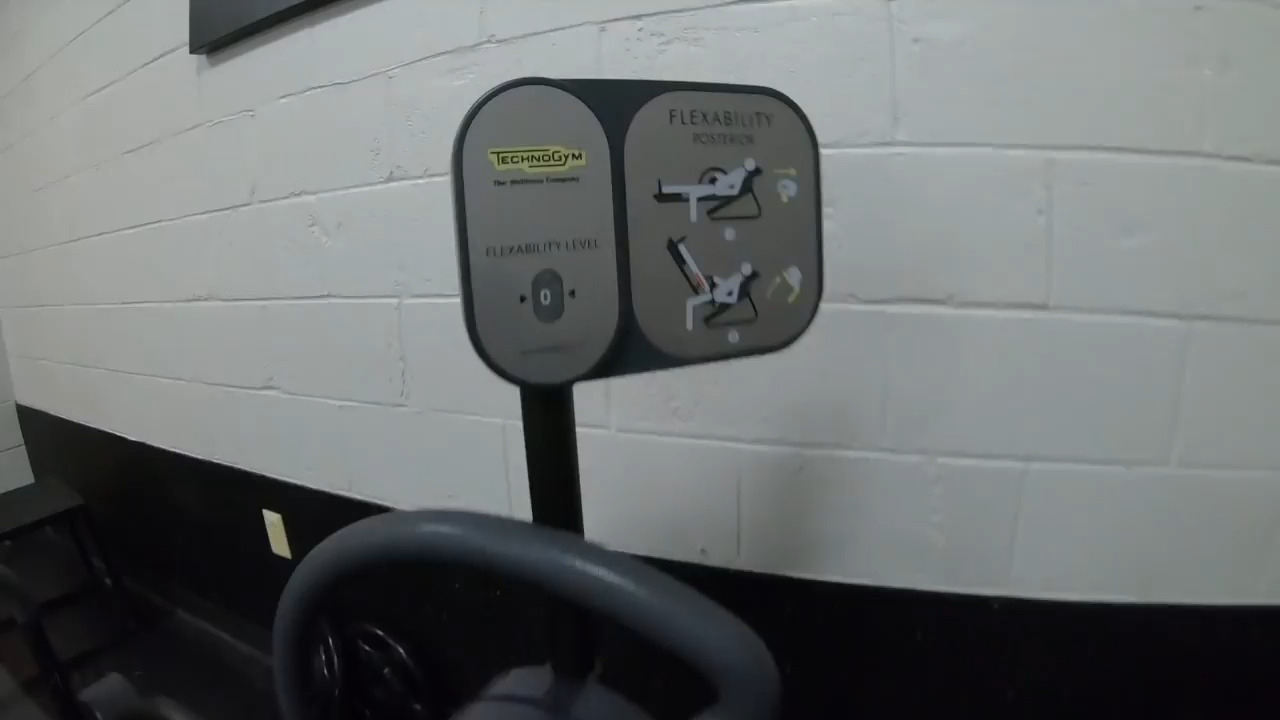 TECHNOGYM
The Wellness Company
FLEXABILITY LEVEL
0
FLEXABILITY
POSTERIOR